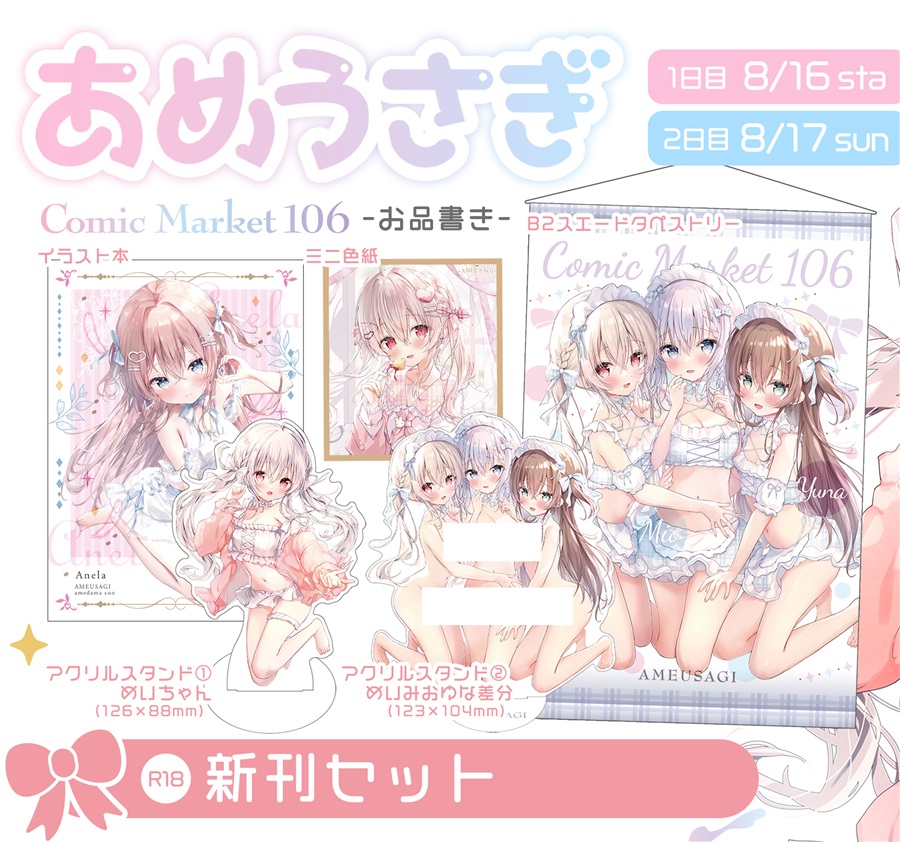 あめうさぎ
1日目 8/16 sta
2日目 8/17 sun
Comic Market 106 -お品書き-
イラスト本
ミニ色紙
B2スエードタペストリー
AMEUSAGI
Comic Market 106
Anela
AMEUSAGI
amedama con
Mio
Yuna
AMEUSAGI
アクリルスタンド①
めいちゃん
(126×88mm)
アクリルスタンド②
めいみおゆな差分
(123×104mm)
R18 新刊セット